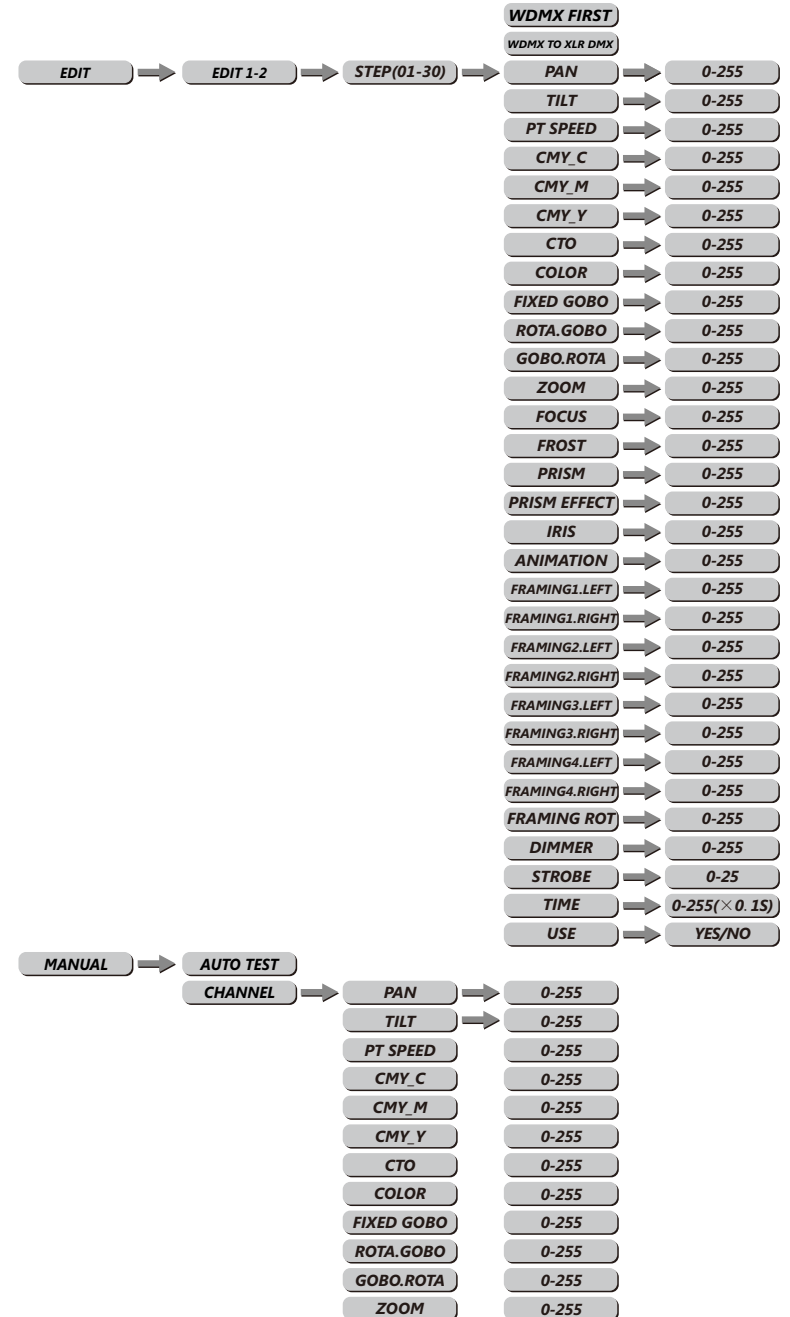 WDMX FIRST
WDMX TO XLR DMX
EDIT EDIT 1-2 STEP(01-30) PAN 0-255
TILT 0-255
PT SPEED 0-255
CMY_C 0-255
CMY_M 0-255
CMY_Y 0-255
CTO 0-255
COLOR 0-255
FIXED GOBO 0-255
ROTA.GOBO 0-255
GOBO.ROTA 0-255
ZOOM 0-255
FOCUS 0-255
FROST 0-255
PRISM 0-255
PRISM EFFECT 0-255
IRIS 0-255
ANIMATION 0-255
FRAMING1.LEFT 0-255
FRAMING1.RIGHT 0-255
FRAMING2.LEFT 0-255
FRAMING2.RIGHT 0-255
FRAMING3.LEFT 0-255
FRAMING3.RIGHT 0-255
FRAMING4.LEFT 0-255
FRAMING4.RIGHT 0-255
FRAMING ROT 0-255
DIMMER 0-255
STROBE 0-25
TIME 0-255(×0.1S)
USE YES/NO
MANUAL AUTO TEST
CHANNEL PAN 0-255
TILT 0-255
PT SPEED 0-255
CMY_C 0-255
CMY_M 0-255
CMY_Y 0-255
CTO 0-255
COLOR 0-255
FIXED GOBO 0-255
ROTA.GOBO 0-255
GOBO.ROTA 0-255
ZOOM 0-255